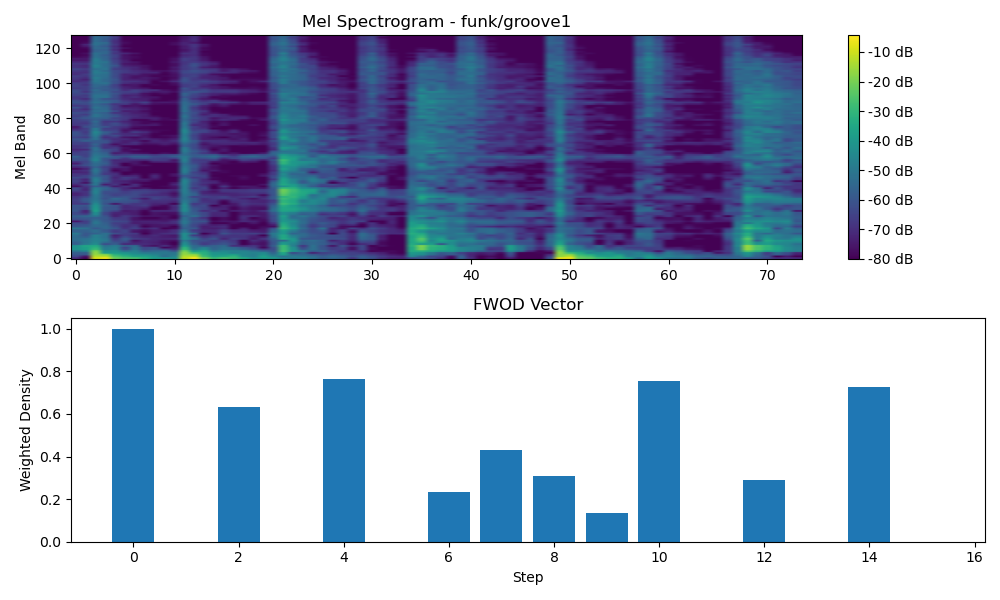 Mel Spectrogram - funk/groove1
Mel Band
120
100
80
60
40
20
0
0 10 20 30 40 50 60 70
-10 dB
-20 dB
-30 dB
-40 dB
-50 dB
-60 dB
-70 dB
-80 dB
FWOD Vector
Weighted Density
1.0
0.8
0.6
0.4
0.2
0.0
0 2 4 6 8 10 12 14 16
Step